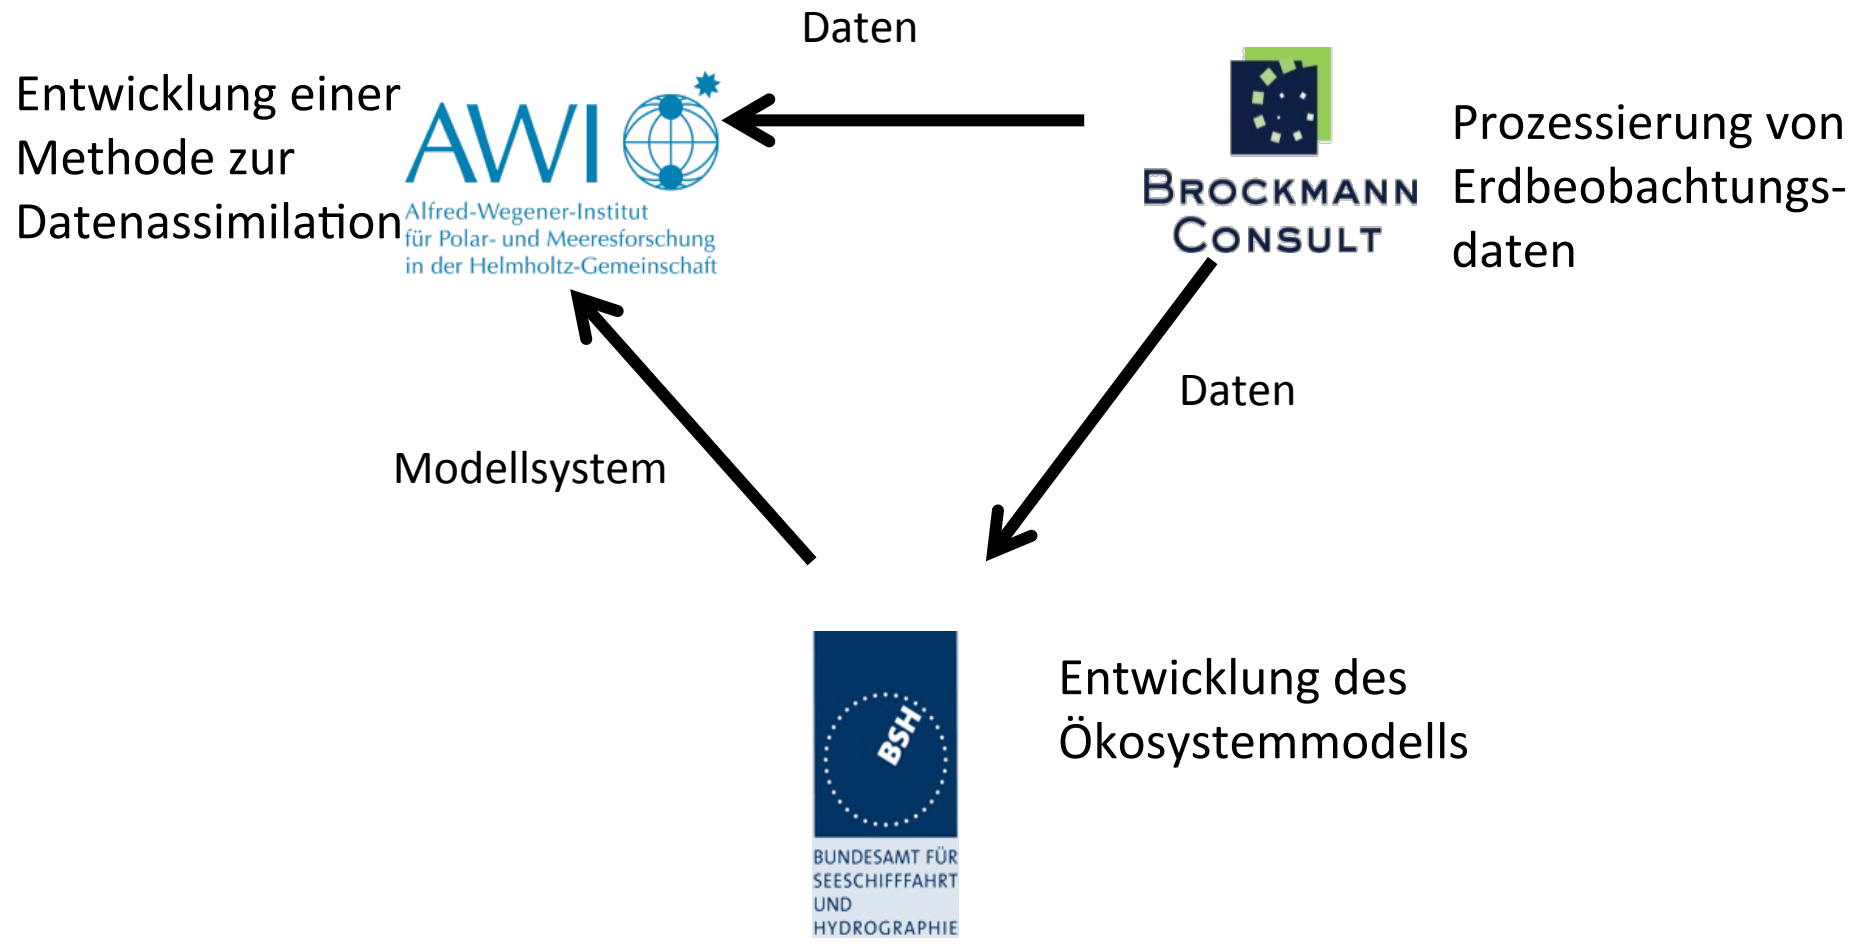 Daten
Entwicklung einer
Methode zur
Datenassimilation
AWI
Alfred-Wegener-Institut
für Polar- und Meeresforschung
in der Helmholtz-Gemeinschaft
BROCKMANN
CONSULT
Prozessierung von
Erdbeobachtungs-
daten
Daten
Modellsystem
BSH
BUNDESAMT FÜR
SEESCHIFFFAHRT
UND
HYDROGRAPHIE
Entwicklung des
Ökosystemmodells